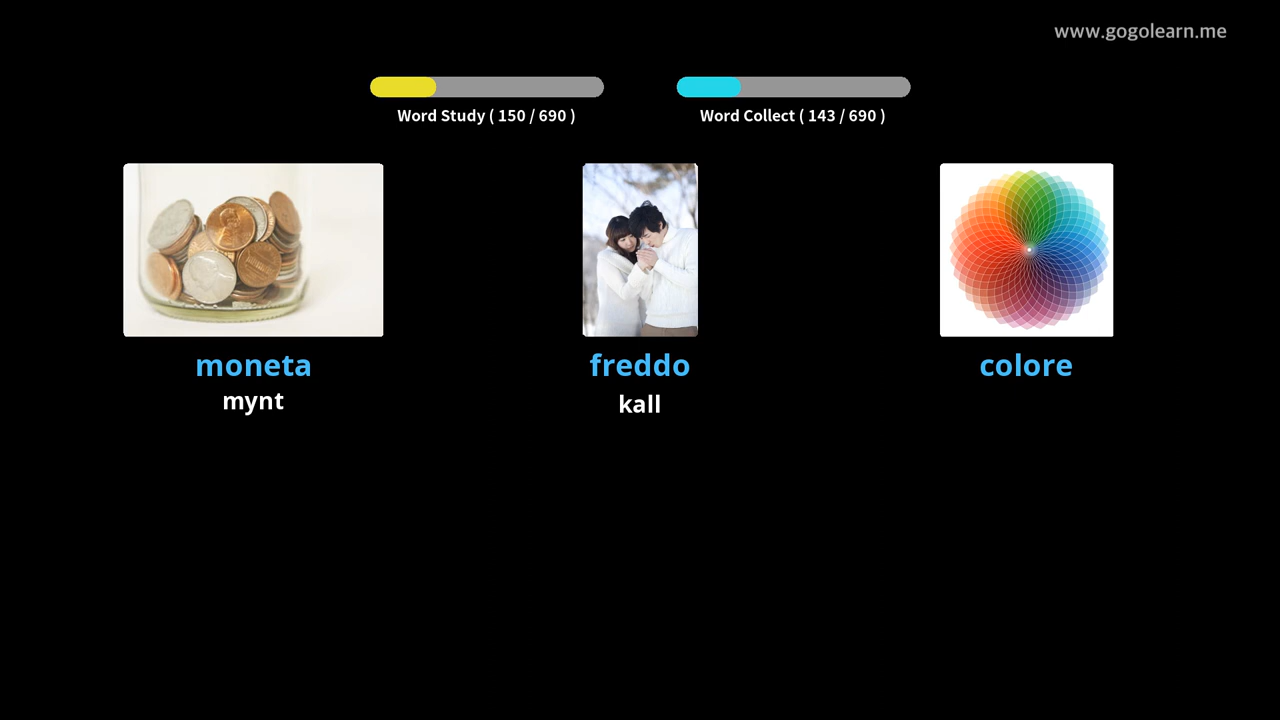 www.gogolearn.me
Word Study ( 150 / 690 )
Word Collect ( 143 / 690 )
moneta
mynt
freddo
kall
colore